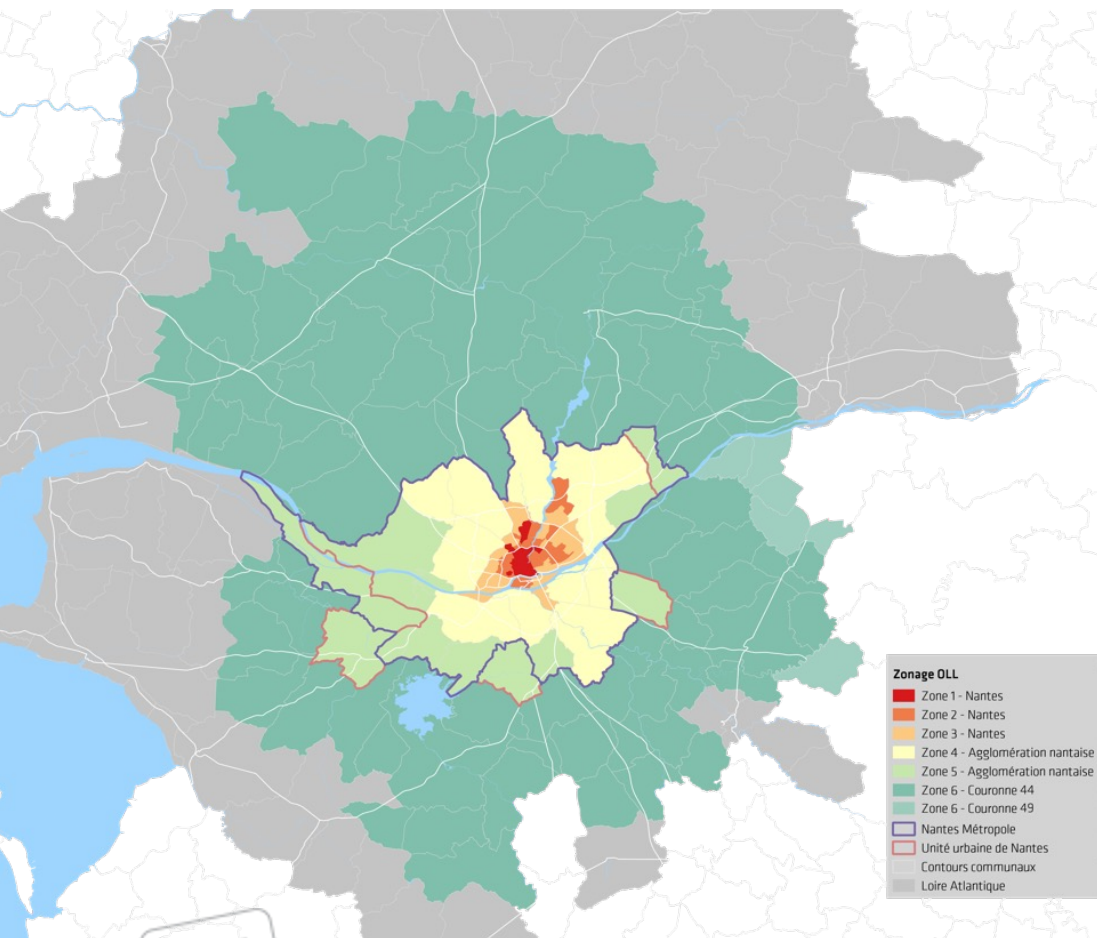 Zonage OLL
Zone 1 - Nantes
Zone 2 - Nantes
Zone 3 - Nantes
Zone 4 - Agglomération nantaise
Zone 5 - Agglomération nantaise
Zone 6 - Couronne 44
Zone 6 - Couronne 49
Nantes Métropole
Unité urbaine de Nantes
Contours communaux
Loire Atlantique